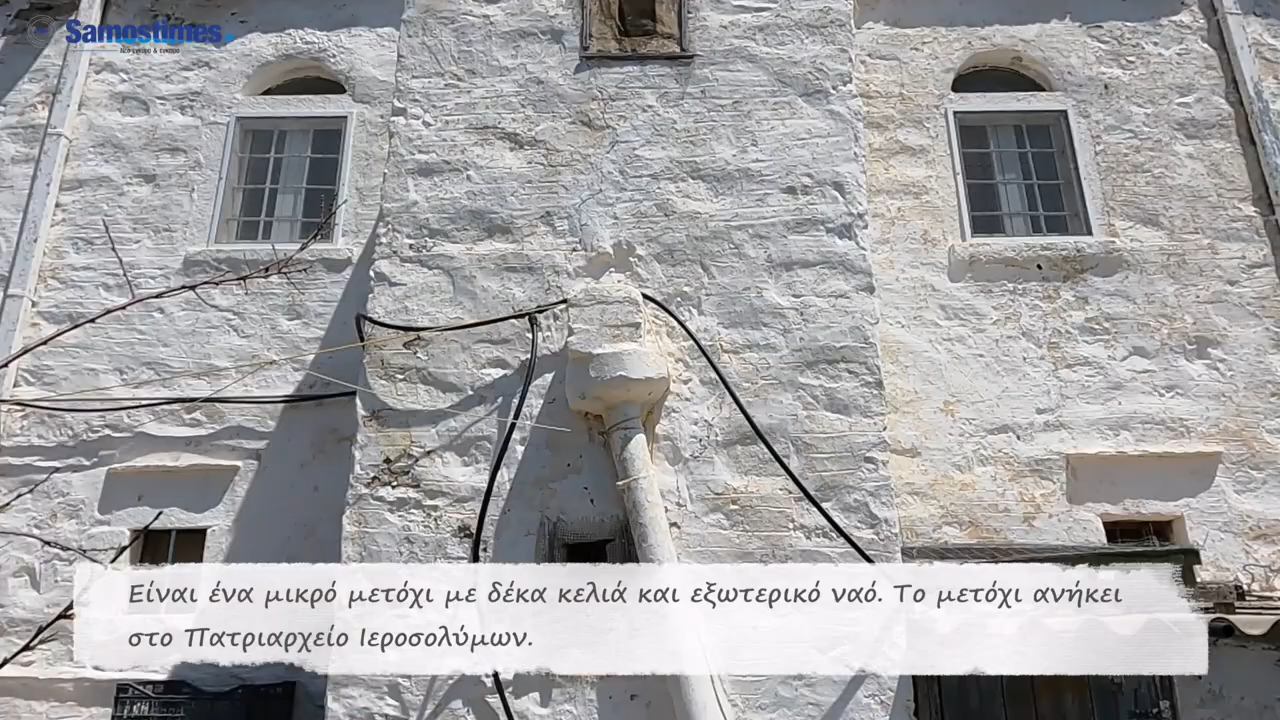 Samostimes
Είναι ένα μικρό μετόχι με δέκα κελιά και εξωτερικό ναό. Το μετόχι ανήκει
στο Πατριαρχείο Ιεροσολύμων.